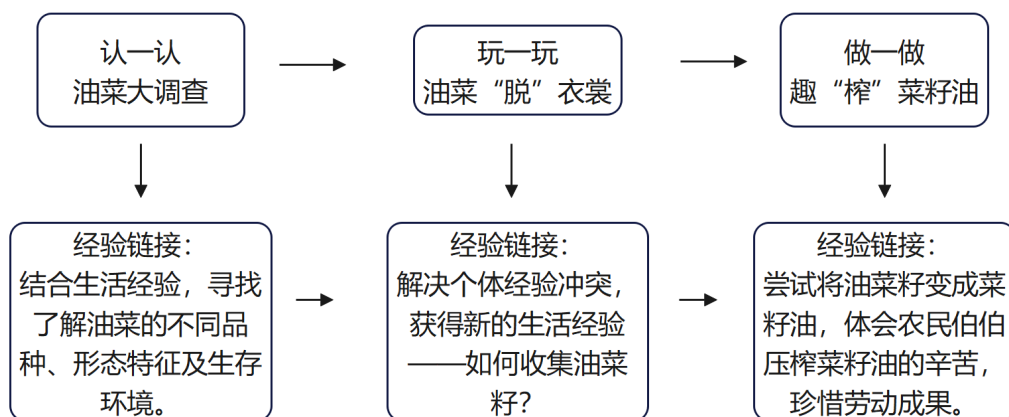 认一认
油菜大调查
玩一玩
油菜“脱”衣裳
做一做
趣“榨”菜籽油
经验链接：
结合生活经验，寻找
了解油菜的不同品
种、形态特征及生存
环境。
经验链接：
解决个体经验冲突，
获得新的生活经验
——如何收集油菜
籽？
经验链接：
尝试将油菜籽变成菜
籽油，体会农民伯伯
压榨菜籽油的辛苦，
珍惜劳动成果。